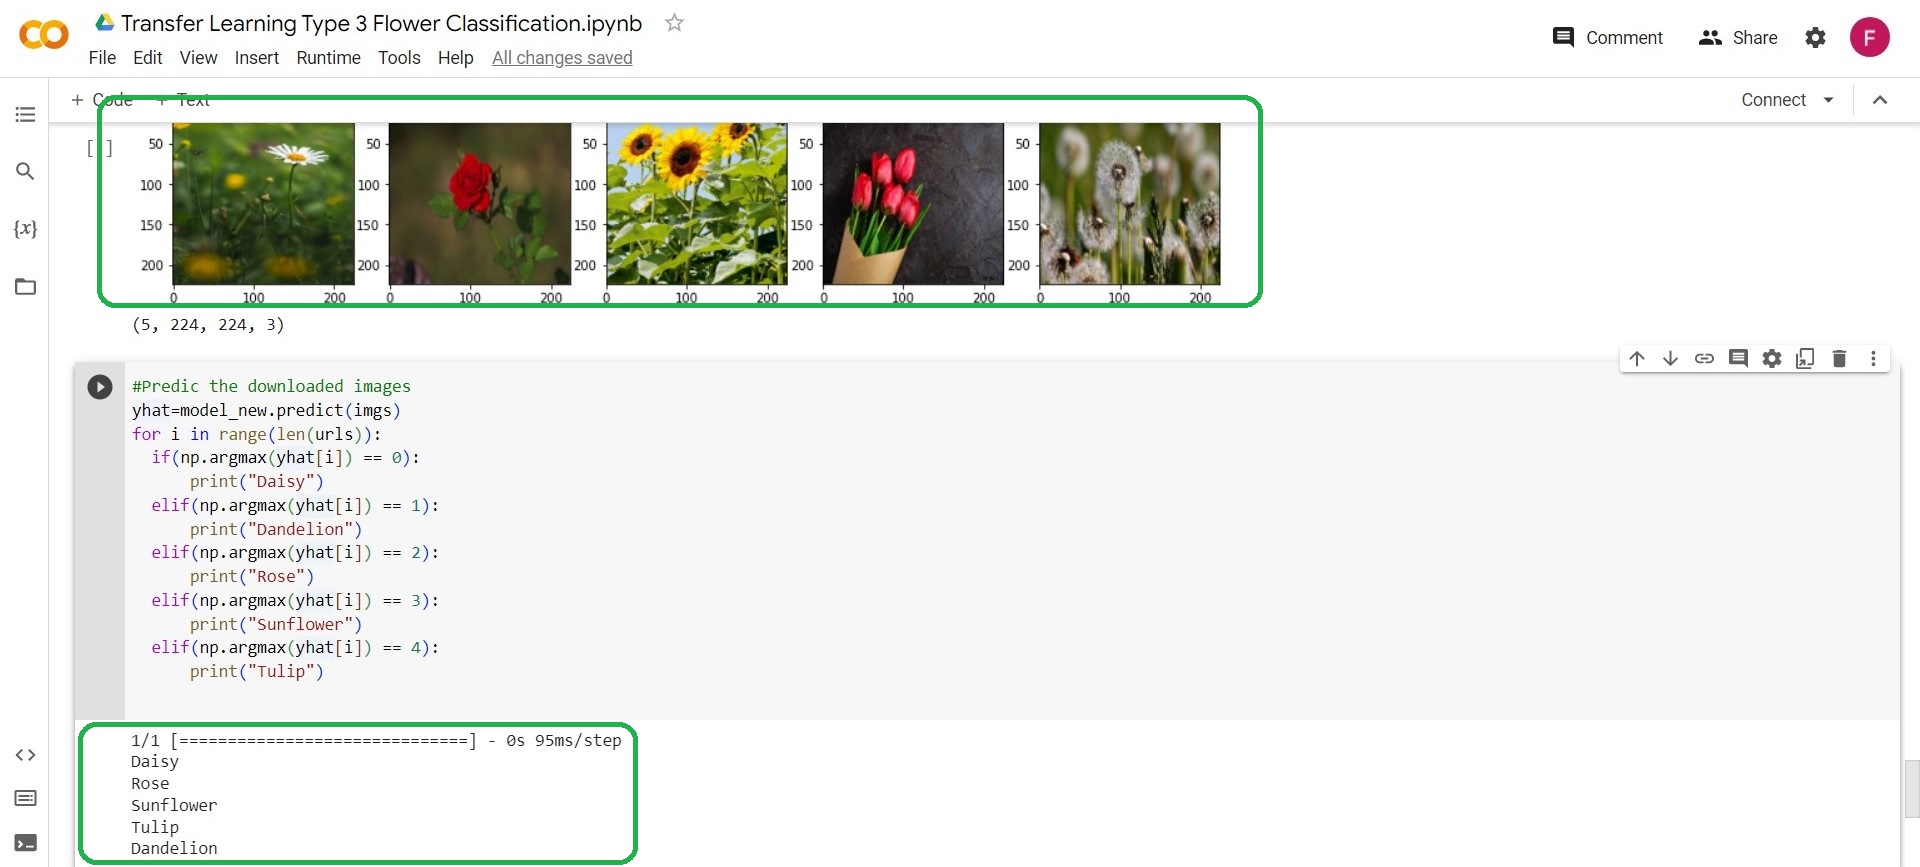 Transfer Learning Type 3 Flower Classification.ipynb
File Edit View Insert Runtime Tools Help All changes saved
Comment Share F
+ Code + Text
Connect
{x}
[ ]
50 50 50 50 50
100 100 100 100 100
150 150 150 150 150
200 200 200 200 200
0 100 200 0 100 200 0 100 200 0 100 200 0 100 200
(5, 224, 224, 3)
#Predic the downloaded images
yhat=model_new.predict(imgs)
for i in range(len(urls)):
if(np.argmax(yhat[i]) == 0):
print("Daisy")
elif(np.argmax(yhat[i]) == 1):
print("Dandelion")
elif(np.argmax(yhat[i]) == 2):
print("Rose")
elif(np.argmax(yhat[i]) == 3):
print("Sunflower")
elif(np.argmax(yhat[i]) == 4):
print("Tulip")
1/1 [==============================] - 0s 95ms/step
Daisy
Rose
Sunflower
Tulip
Dandelion